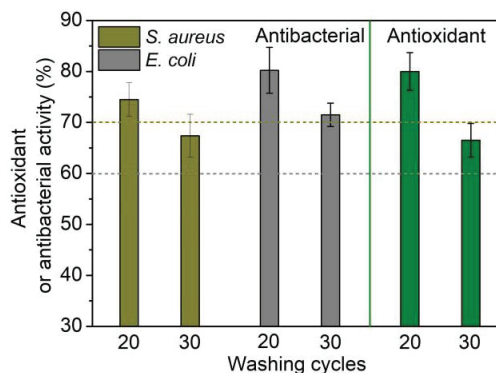 S. aureus
E. coli
Antibacterial
Antioxidant
Antioxidant
or antibacterial activity (%)
90
80
70
60
50
40
30
20 30 20 30 20 30
Washing cycles